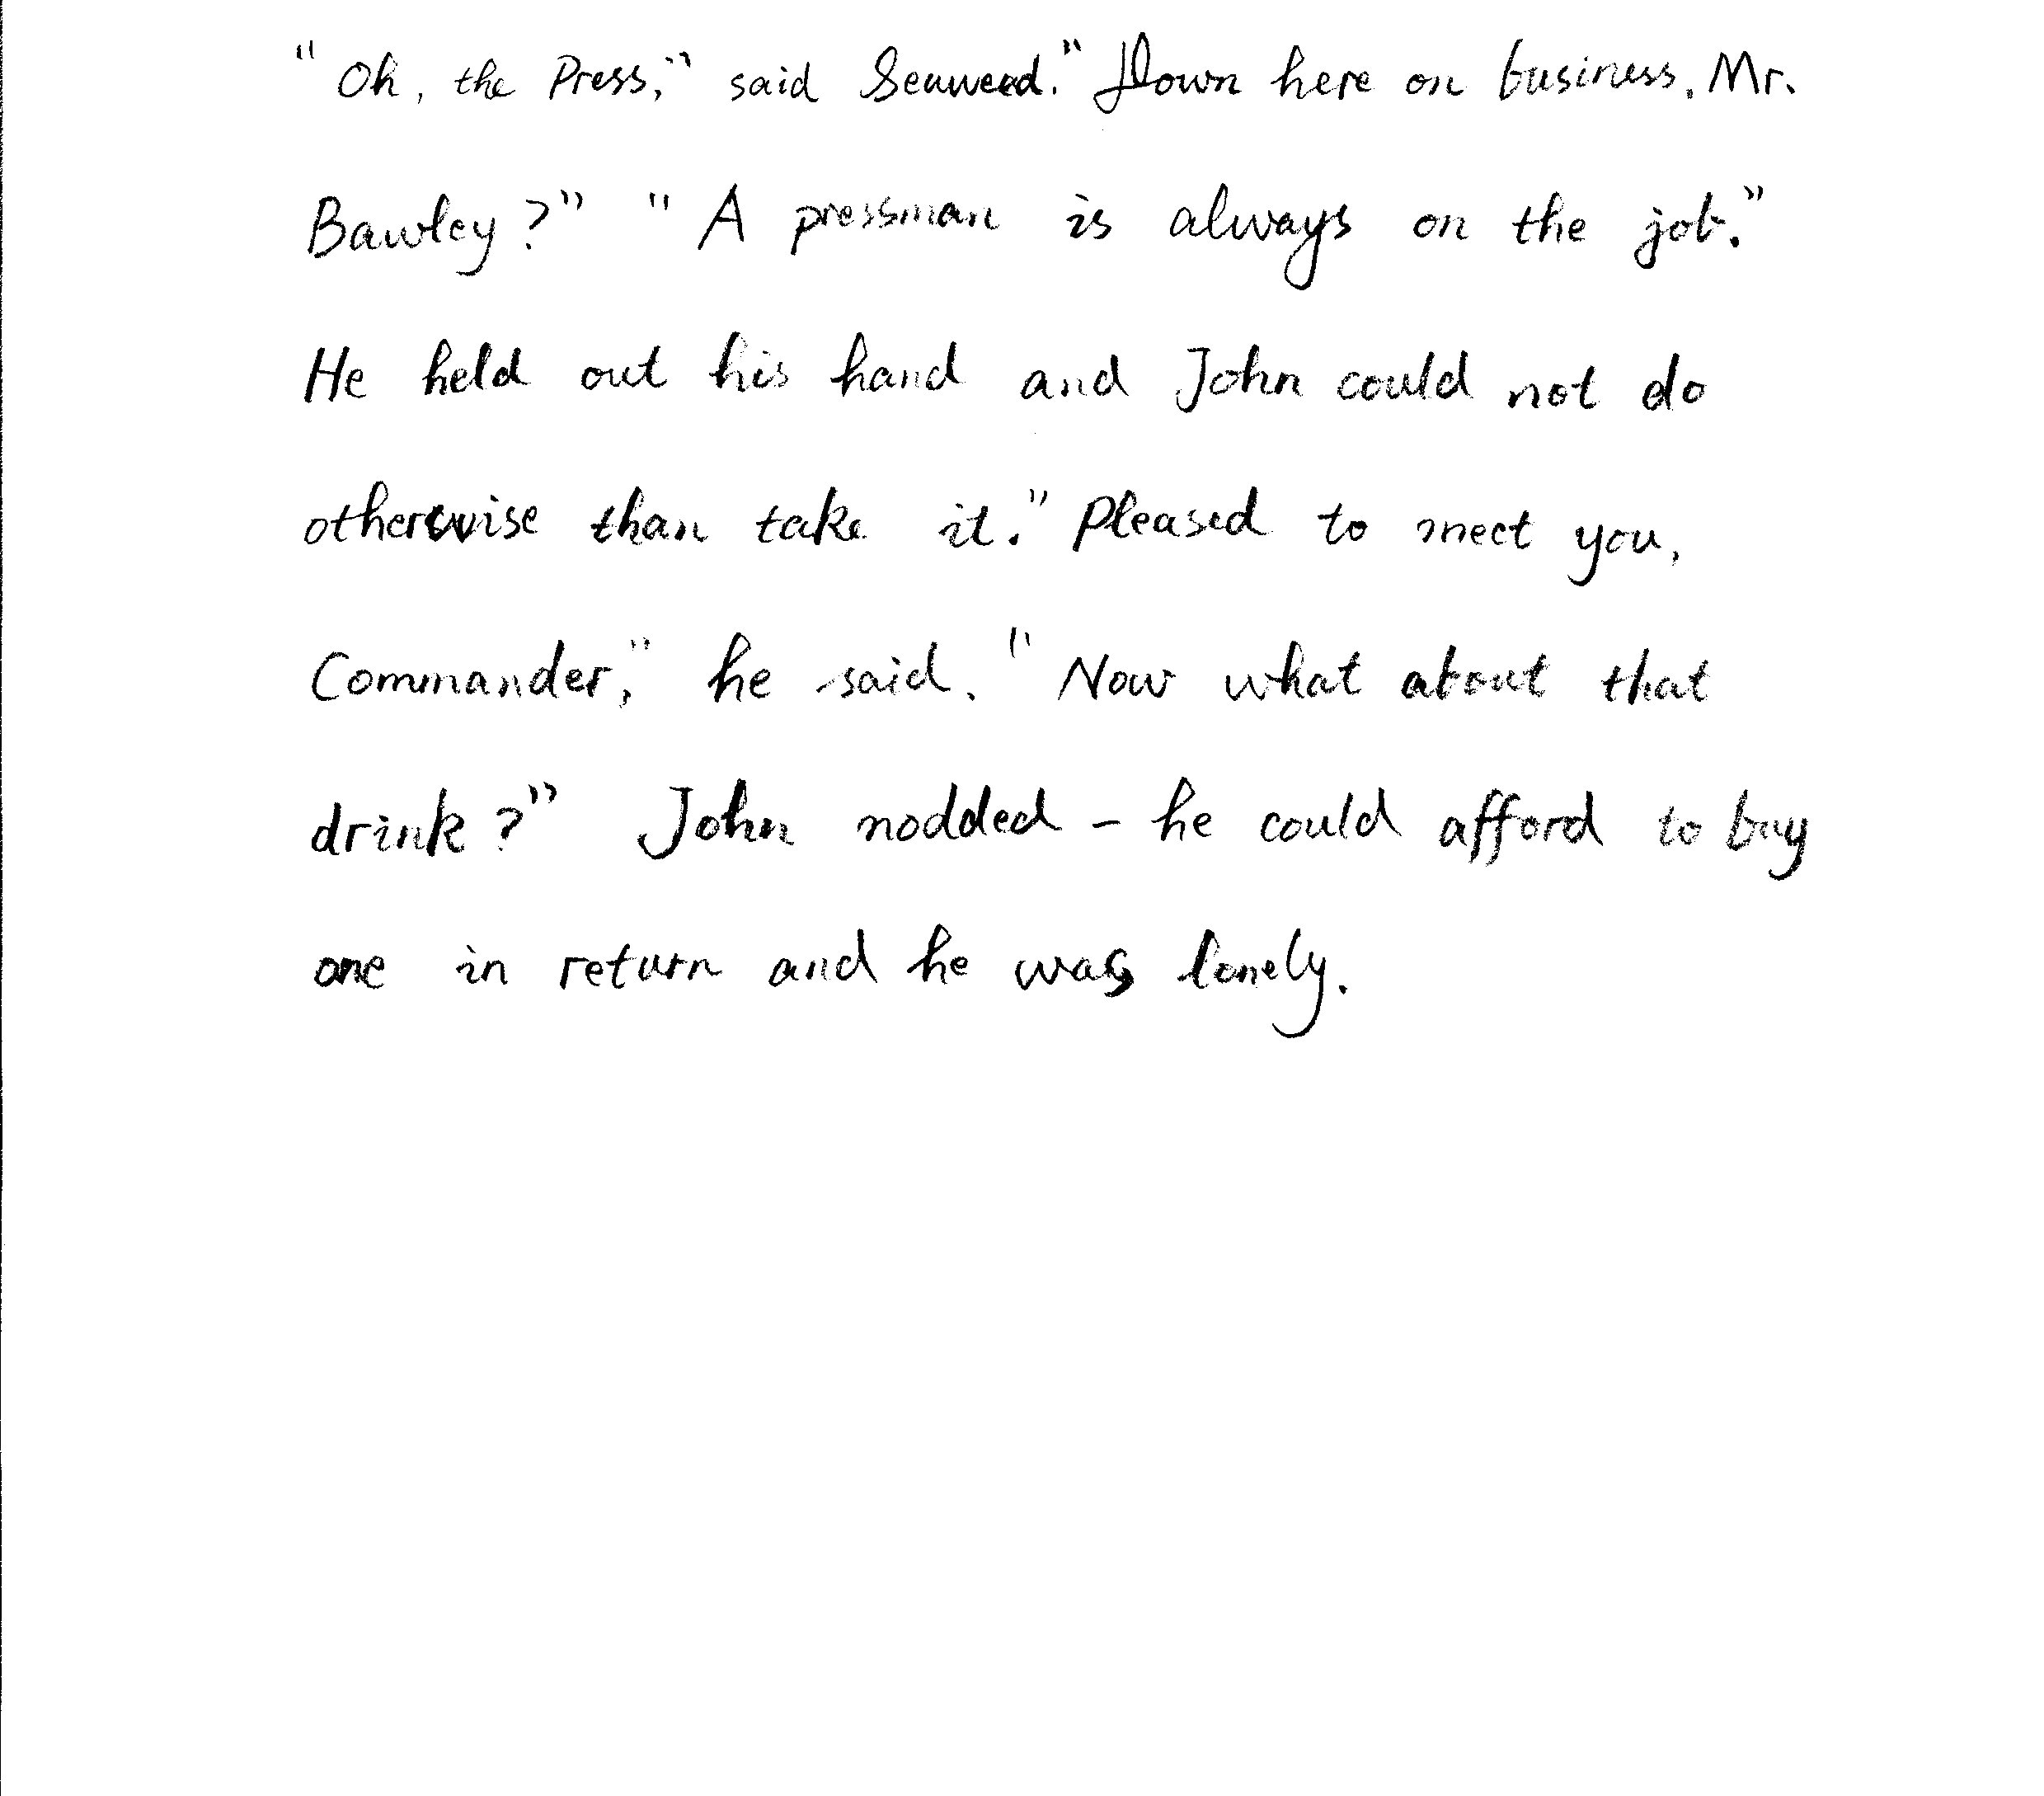 "Oh, the Press," said Seaweed. "Down here on business, Mr.
Bawley?" "A pressman is always on the job."
He held out his hand and John could not do
otherwise than take it. "Pleased to meet you,
Commander," he said. "Now what about that
drink?" John nodded - he could afford to buy
one in return and he was lonely.